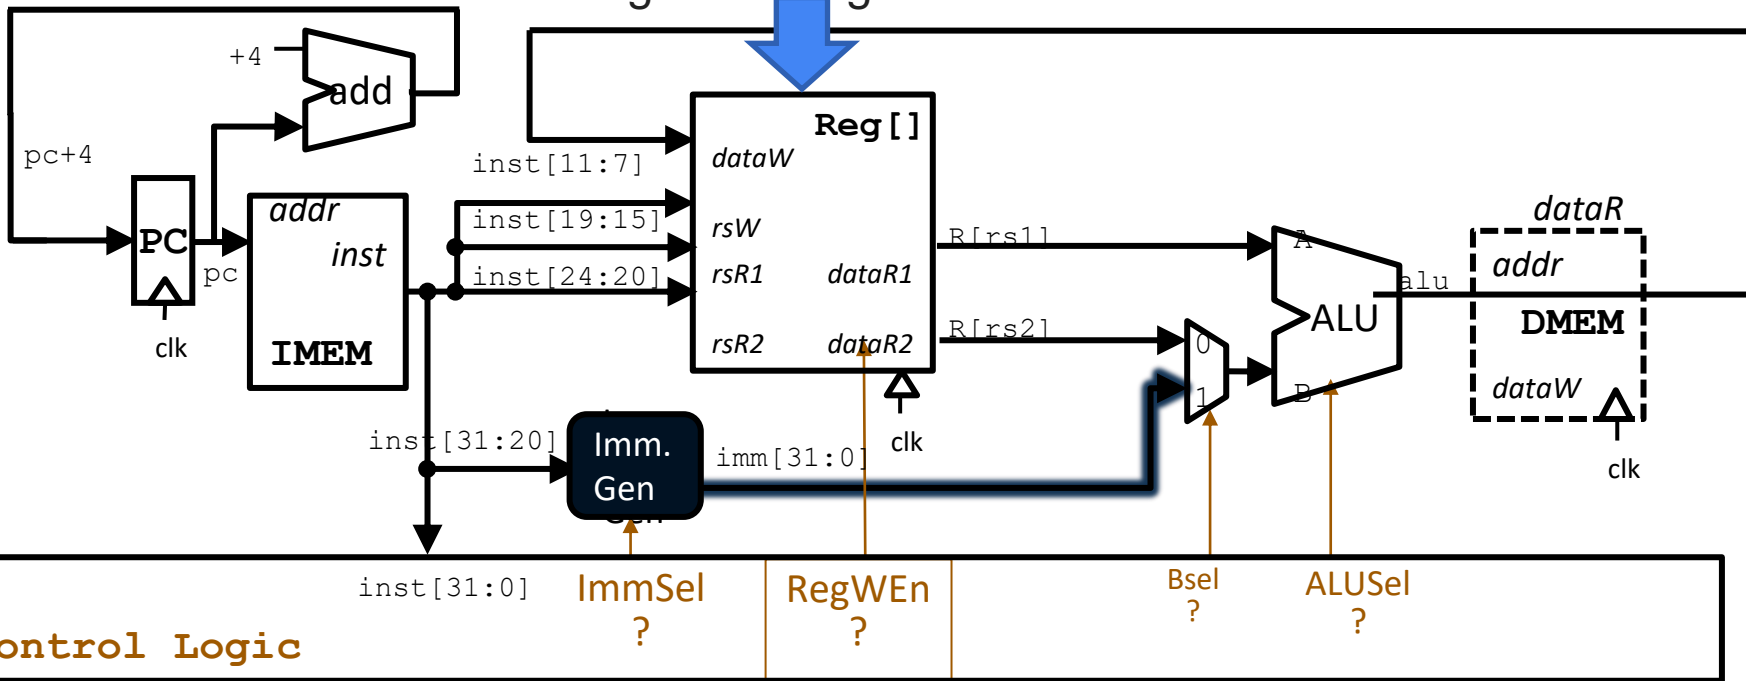 +4
add
pc+4
PC
pc
clk
addr
inst
IMEM
inst[11:7]
inst[19:15]
inst[24:20]
Reg[]
dataW
rsW
rsR1
dataR1
rsR2
dataR2
clk
R[rs1]
R[rs2]
0
1
A
ALU
B
alu
dataR
addr
DMEM
dataW
clk
inst[31:20]
Imm.
Gen
imm[31:0]
inst[31:0]
ImmSel
?
RegWEn
?
Bsel
?
ALUSel
?
ontrol Logic